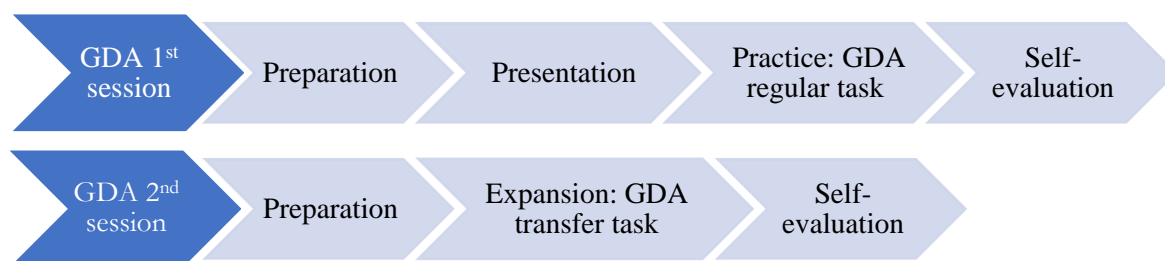 GDA 1st
session
Preparation
Presentation
Practice: GDA
regular task
Self-
evaluation
GDA 2nd
session
Preparation
Expansion: GDA
transfer task
Self-
evaluation